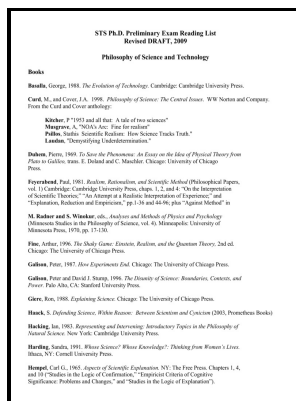 STS Ph.D. Preliminary Exam Reading List
Revised DRAFT, 2009
Philosophy of Science and Technology
Books
Basalla, George, 1988. The Evolution of Technology. Cambridge: Cambridge University Press.
Curd, M., and Cover, J.A. 1998. Philosophy of Science: The Central Issues. WW Norton and Company.
From the Curd and Cover anthology:
Kitcher, P "1953 and all that: A tale of two sciences"
Musgrave, A, "NOA's Arc: Fine for realism"
Psillos, Stathis Scientific Realism: How Science Tracks Truth."
Laudan, "Demystifying Underdetermination."
Duhem, Pierre, 1969. To Save the Phenomena: An Essay on the Idea of Physical Theory from
Plato to Galileo, trans. E. Doland and C. Maschler. Chicago: University of Chicago
Press.
Feyerabend, Paul, 1981. Realism, Rationalism, and Scientific Method (Philosophical Papers,
vol. 1) Cambridge: Cambridge University Press, chaps. 1, 2, and 4: "On the Interpretation
of Scientific Theories;" "An Attempt at a Realistic Interpretation of Experience;" and
"Explanation, Reduction and Empiricism," pp.1-36 and 44-96; plus "Against Method" in
M. Radner and S. Winokur, eds., Analyses and Methods of Physics and Psychology
(Minnesota Studies in the Philosophy of Science, vol. 4). Minneapolis: University of
Minnesota Press, 1970, pp. 17-130.
Fine, Arthur, 1996. The Shaky Game: Einstein, Realism, and the Quantum Theory. 2nd ed.
Chicago: The University of Chicago Press.
Galison, Peter, 1987. How Experiments End. Chicago: The University of Chicago Press.
Galison, Peter and David J. Stump, 1996. The Disunity of Science: Boundaries, Contexts, and
Power. Palo Alto, CA: Stanford University Press.
Giere, Ron, 1988. Explaining Science. Chicago: The University of Chicago Press.
Haack, S. Defending Science, Within Reason: Between Scientism and Cynicism (2003, Prometheus Books)
Hacking, Ian, 1983. Representing and Intervening: Introductory Topics in the Philosophy of
Natural Science. New York: Cambridge University Press.
Harding, Sandra, 1991. Whose Science? Whose Knowledge?: Thinking from Women's Lives.
Ithaca, NY: Cornell University Press.
Hempel, Carl G., 1965. Aspects of Scientific Explanation. NY: The Free Press. Chapters 1, 4,
and 10 ("Studies in the Logic of Confirmation," "Empiricist Criteria of Cognitive
Significance: Problems and Changes," and "Studies in the Logic of Explanation").